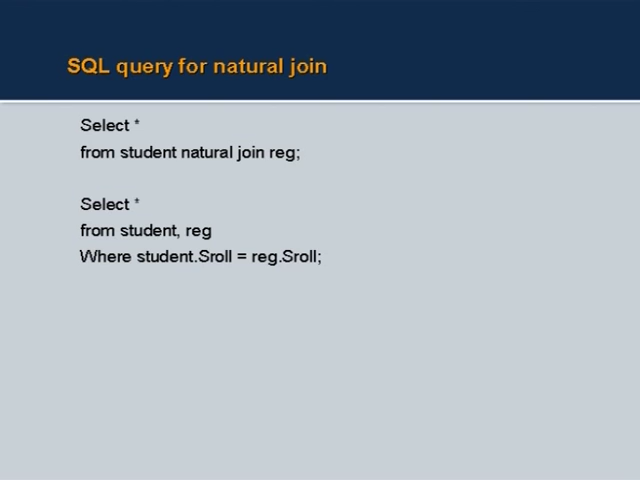 SQL query for natural join
Select *
from student natural join reg;
Select *
from student, reg
Where student.Sroll = reg.Sroll;